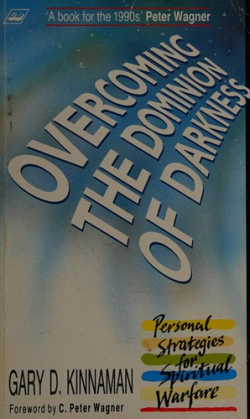 'A book for the 1990s' Peter Wagner
OVERCOMING
THE DOMINION
OF DARKNESS
Personal
Strategies
for
Spiritual
Warfare
GARY D. KINNAMAN
Foreword by C. Peter Wagner